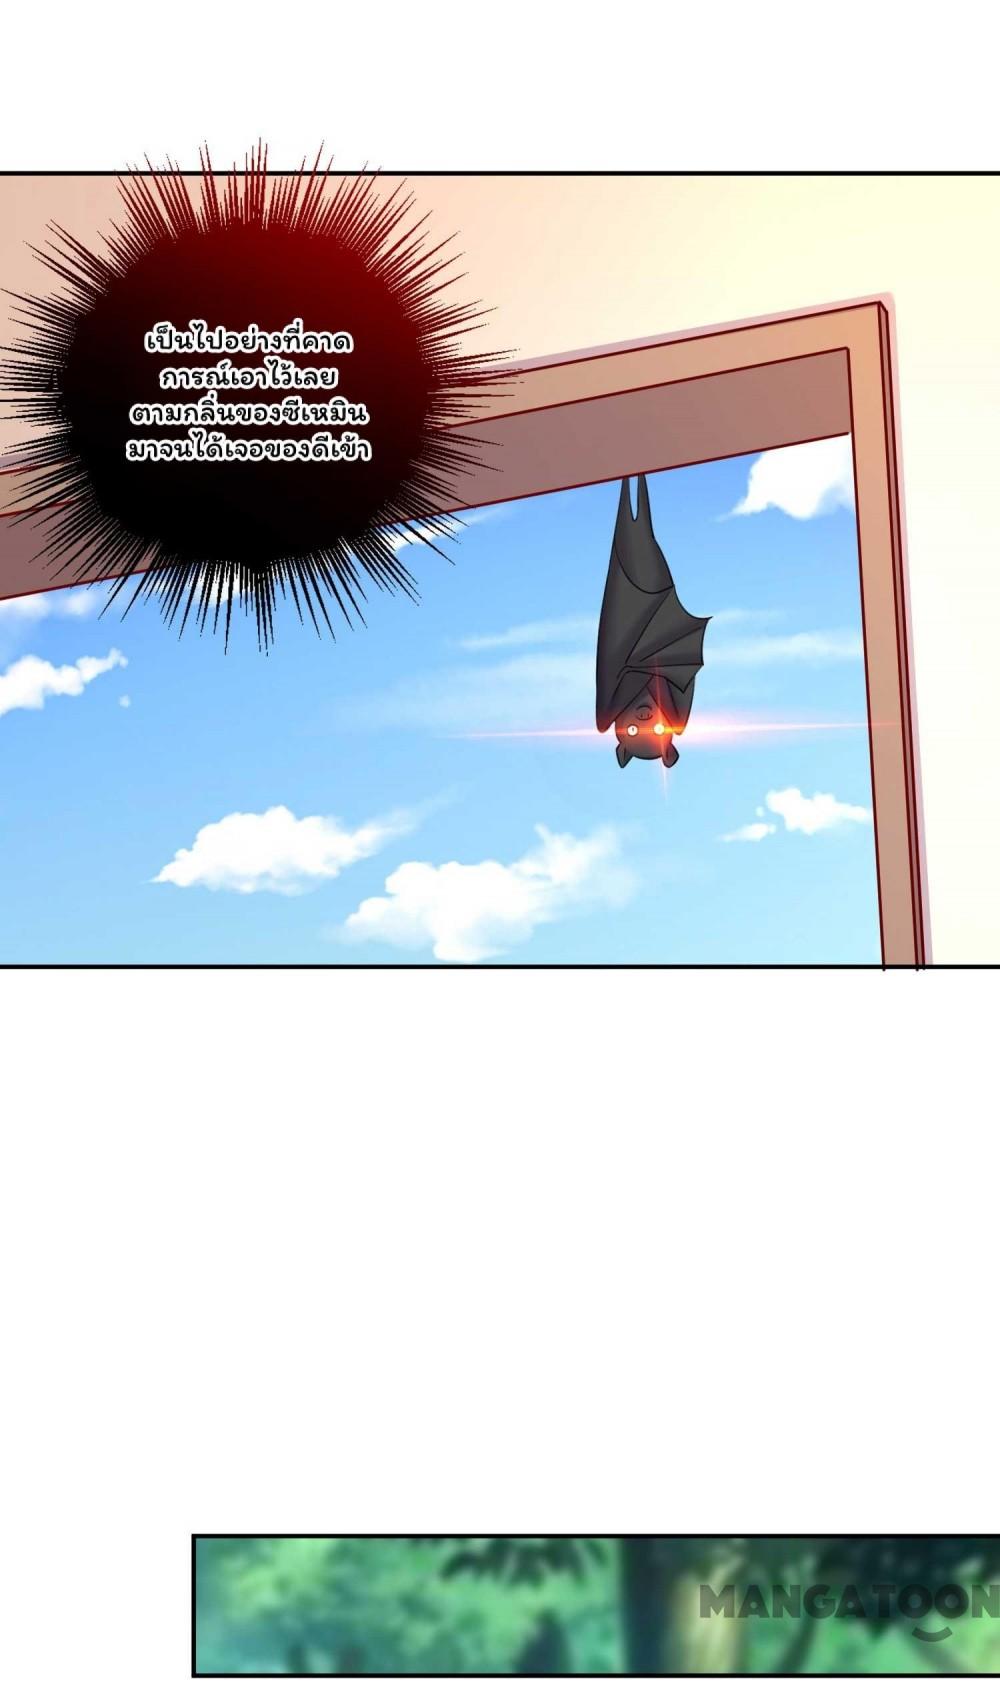 เป็นไปอย่างที่คาด
การณ์เอาไว้เลย
ตามกลิ่นของซีเหมิน
มาจนได้เจอของดีเข้า
MANGATOON